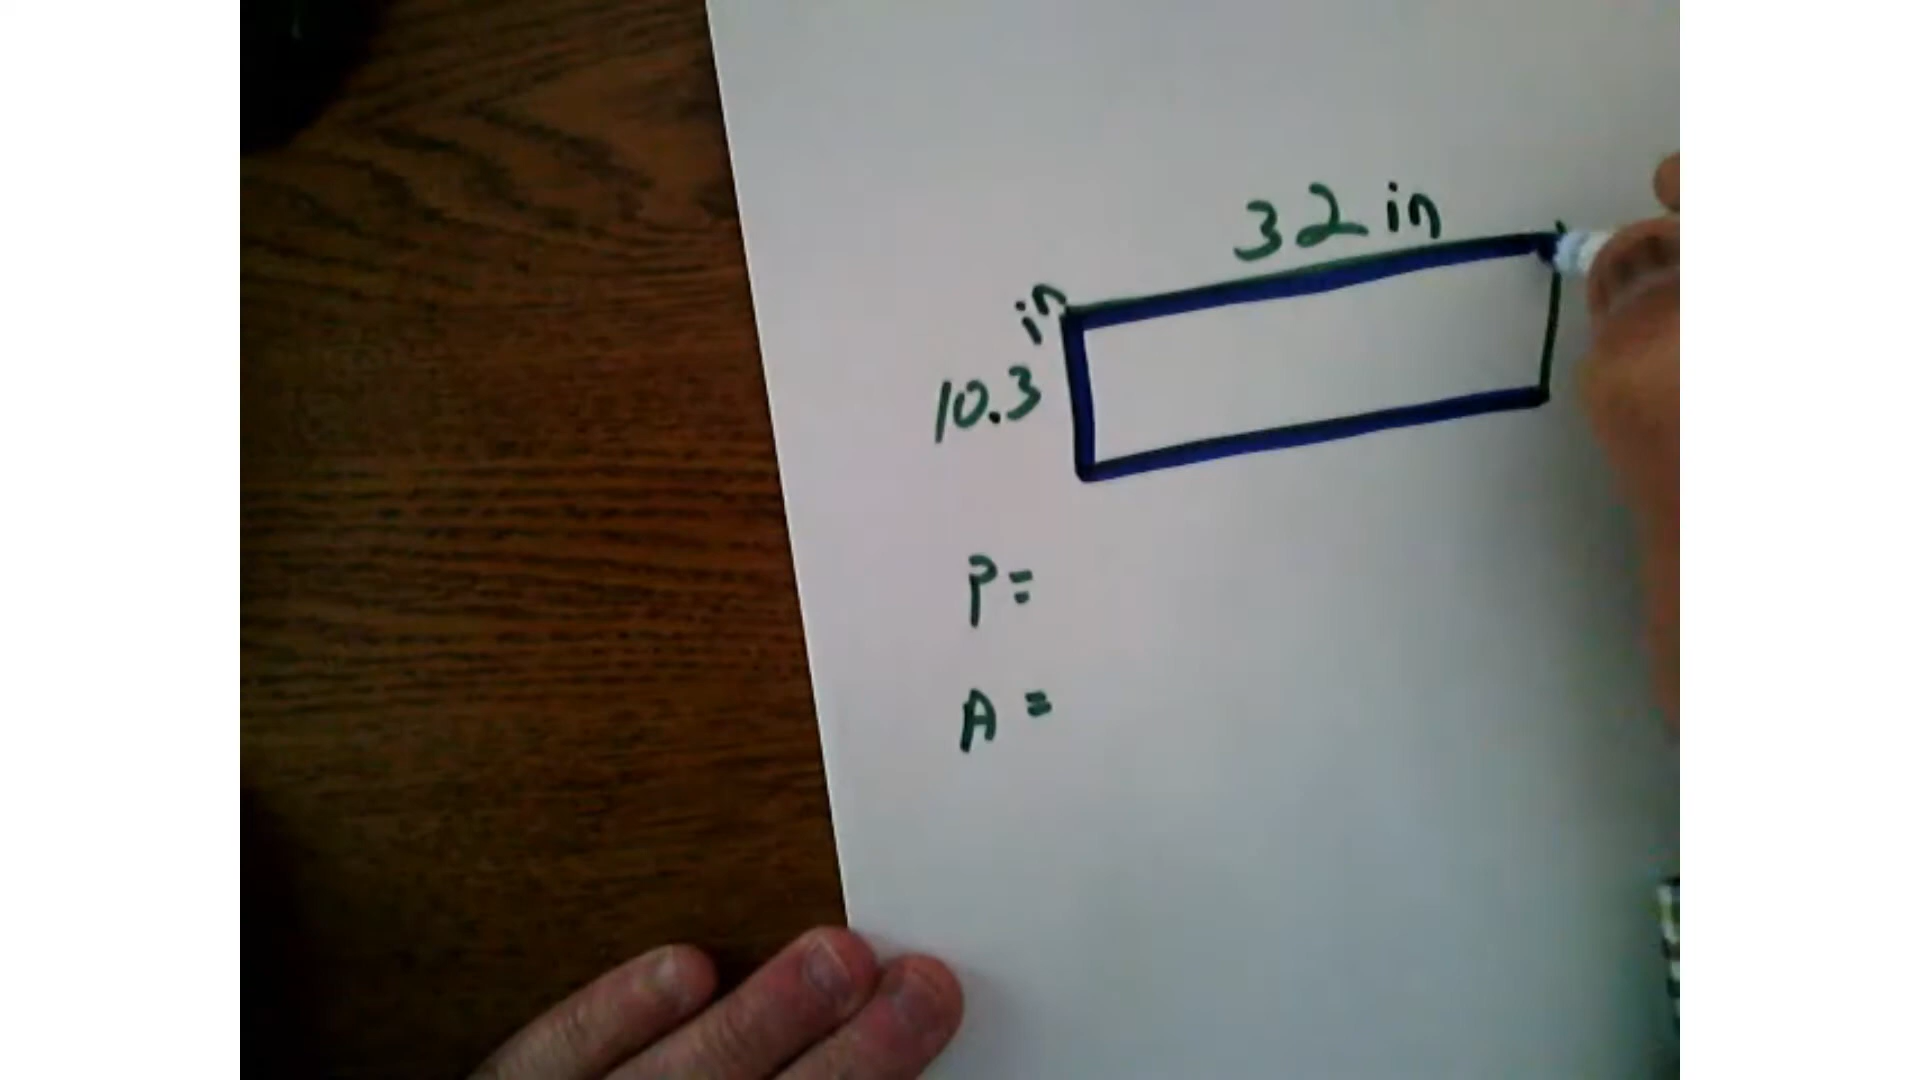 32 in
in
10.3
P=
A =